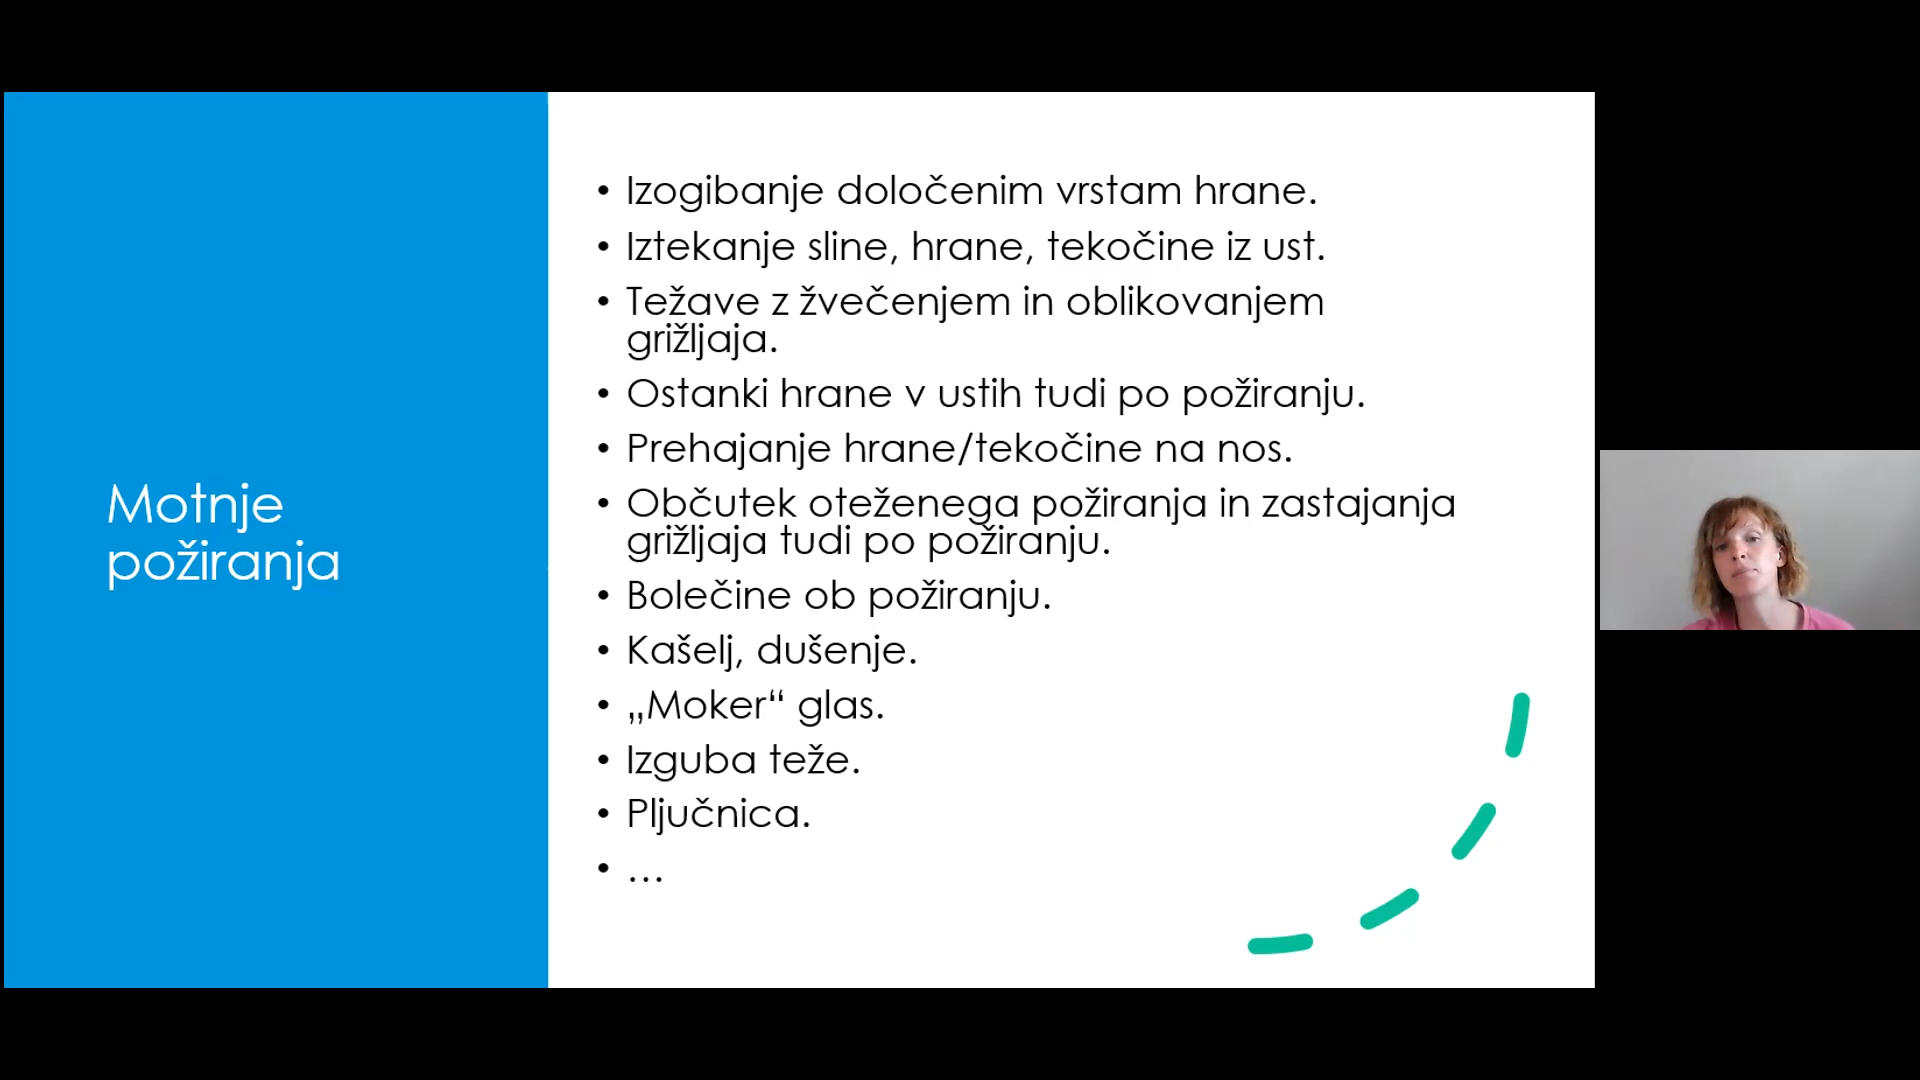 Motnje
požiranja
• Izogibanje določenim vrstam hrane.
• Iztekanje sline, hrane, tekočine iz ust.
• Težave z žvečenjem in oblikovanjem
grižljaja.
• Ostanki hrane v ustih tudi po požiranju.
• Prehajanje hrane/tekočine na nos.
• Občutek oteženega požiranja in zastajanja
grižljaja tudi po požiranju.
• Bolečine ob požiranju.
• Kašelj, dušenje.
• „Moker“ glas.
• Izguba teže.
• Pljučnica.
• …